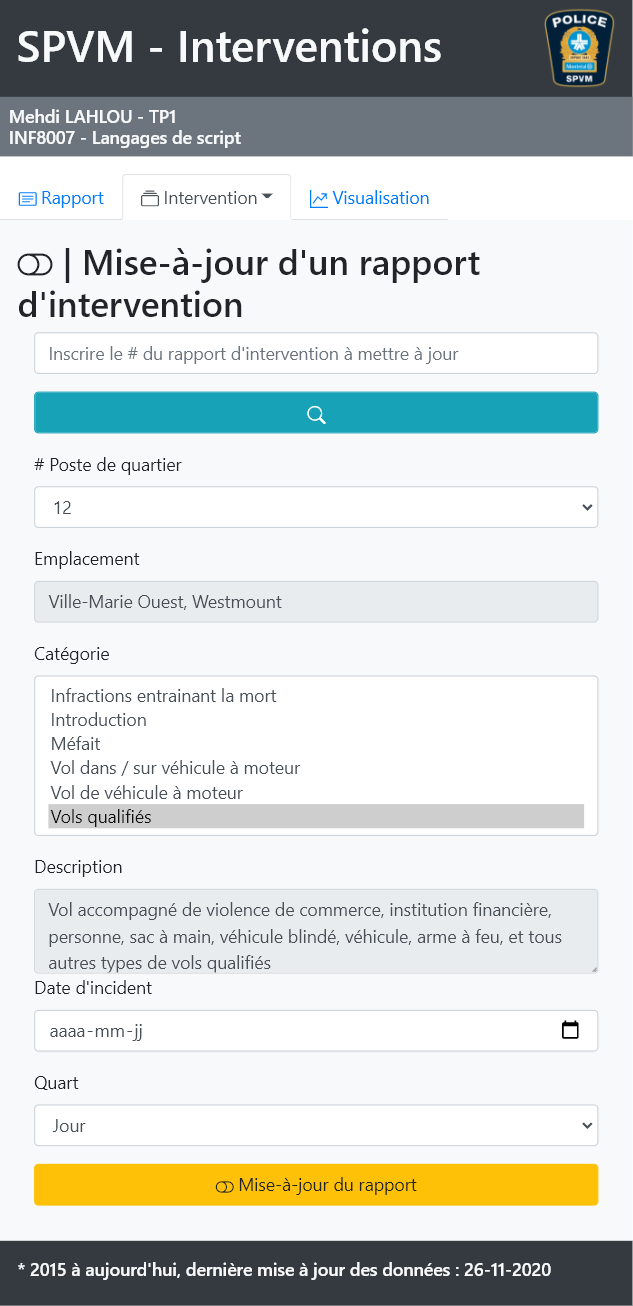 SPVM - Interventions
POLICE
Montréal
SPVM
Mehdi LAHLOU - TP1
INF8007 - Langages de script
Rapport
Intervention
Visualisation
| Mise-à-jour d'un rapport
d'intervention
Inscrire le # du rapport d'intervention à mettre à jour
# Poste de quartier
12
Emplacement
Ville-Marie Ouest, Westmount
Catégorie
Infractions entrainant la mort
Introduction
Méfait
Vol dans / sur véhicule à moteur
Vol de véhicule à moteur
Vols qualifiés
Description
Vol accompagné de violence de commerce, institution financière,
personne, sac à main, véhicule blindé, véhicule, arme à feu, et tous
autres types de vols qualifiés
Date d'incident
aaaa-mm-jj
Quart
Jour
Mise-à-jour du rapport
* 2015 à aujourd'hui, dernière mise à jour des données : 26-11-2020